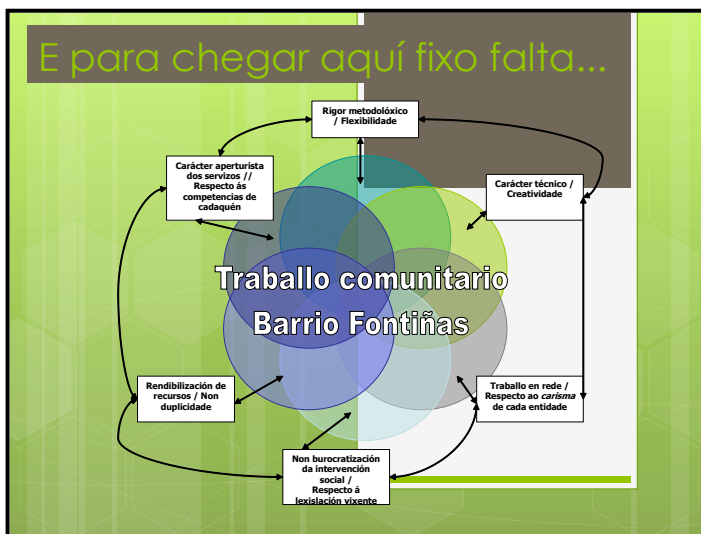 E para chegar aquí fixo falta...
Rigor metodolóxico
/ Flexibilidade
Carácter aperturista
dos servizos //
Respecto ás
competencias de
cadaquén
Carácter técnico /
Creatividade
Traballo comunitario
Barrio Fontiñas
Rendibilización de
recursos / Non
duplicidade
Traballo en rede /
Respecto ao carisma
de cada entidade
Non burocratización
da intervención
social /
Respecto á
lexislación vixente